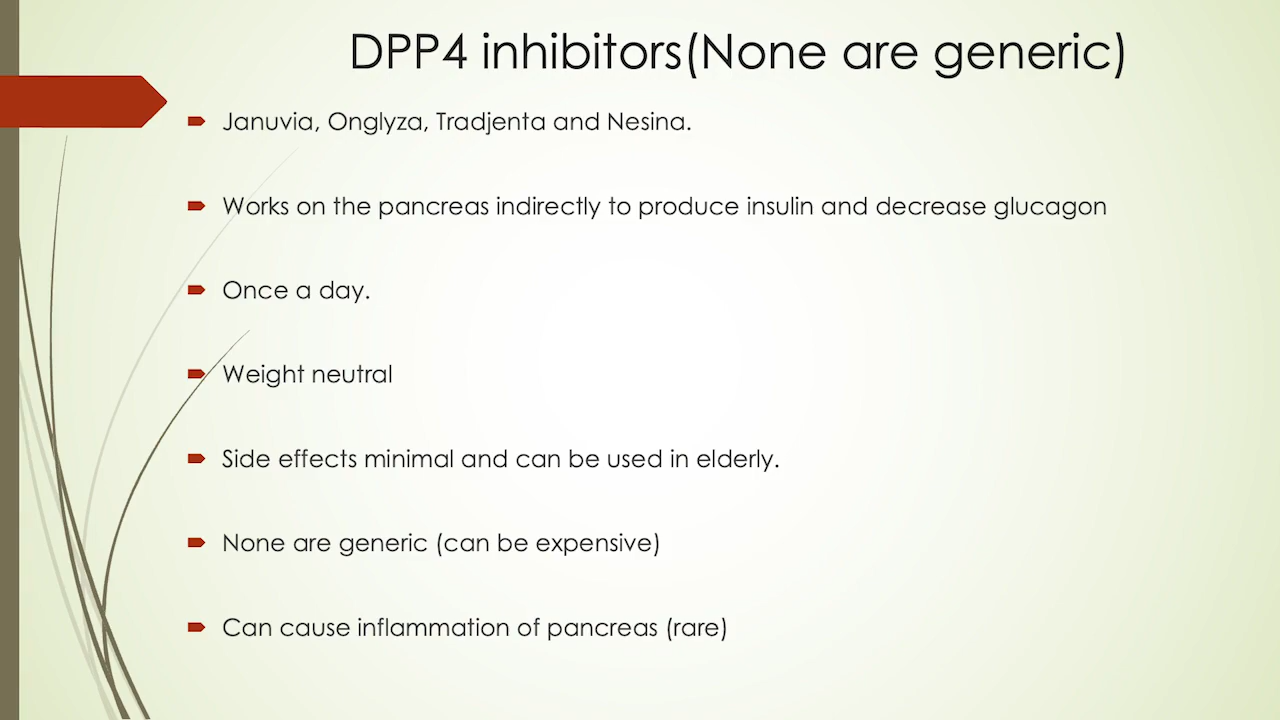 DPP4 inhibitors(None are generic)
Januvia, Onglyza, Tradjenta and Nesina.
Works on the pancreas indirectly to produce insulin and decrease glucagon
Once a day.
Weight neutral
Side effects minimal and can be used in elderly.
None are generic (can be expensive)
Can cause inflammation of pancreas (rare)